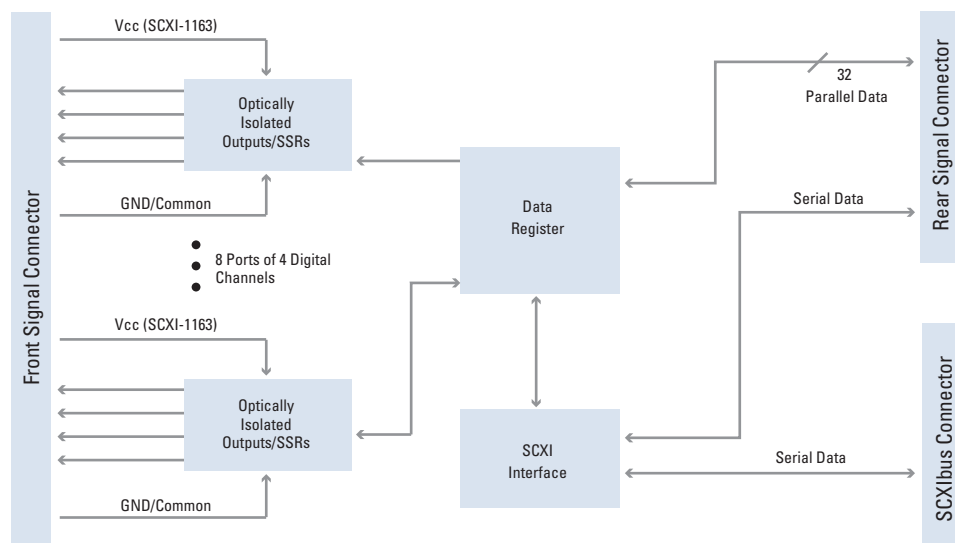 Front Signal Connector
Vcc (SCXI-1163)
Optically
Isolated
Outputs/SSRs
GND/Common
8 Ports of 4 Digital
Channels
Vcc (SCXI-1163)
Optically
Isolated
Outputs/SSRs
GND/Common
Data
Register
SCXI
Interface
32
Parallel Data
Serial Data
Serial Data
Rear Signal Connector
SCXIbus Connector